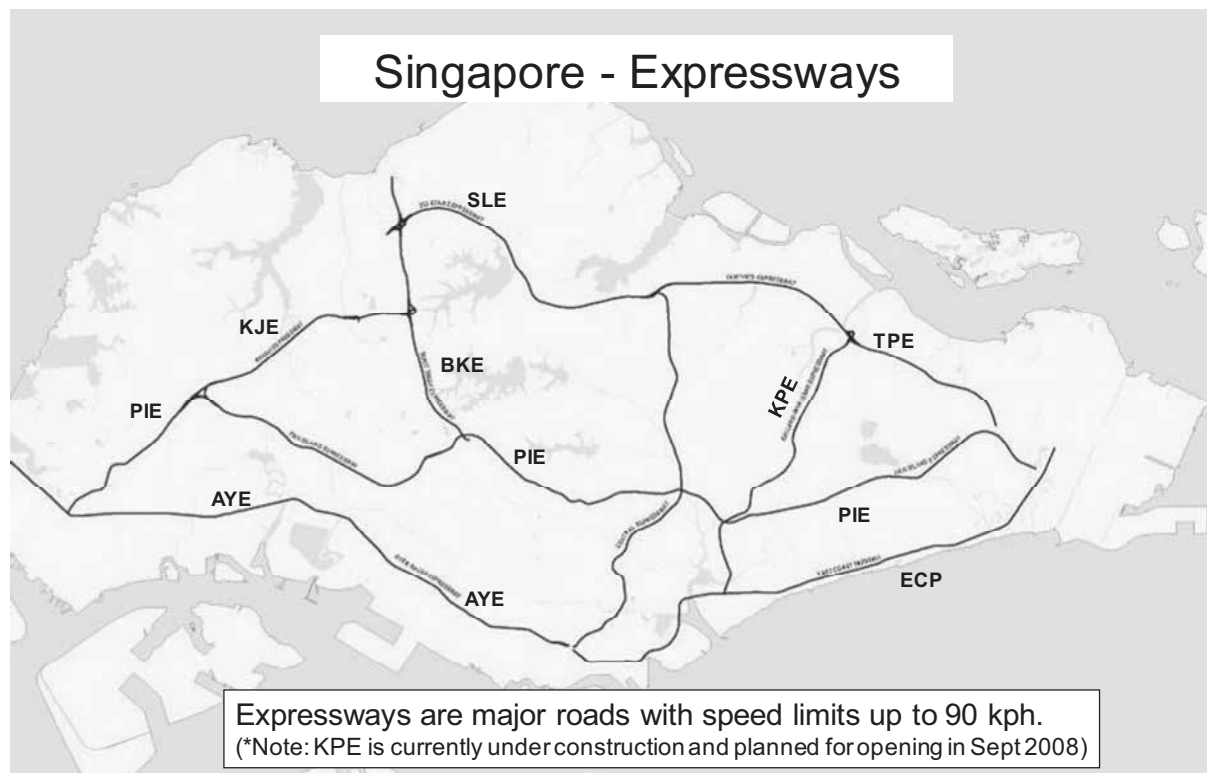 Singapore - Expressways
SLE
KJE
BKE
TPE
KPE
PIE
PIE
AYE
PIE
ECP
AYE
Expressways are major roads with speed limits up to 90 kph.
(*Note: KPE is currently under construction and planned for opening in Sept 2008)